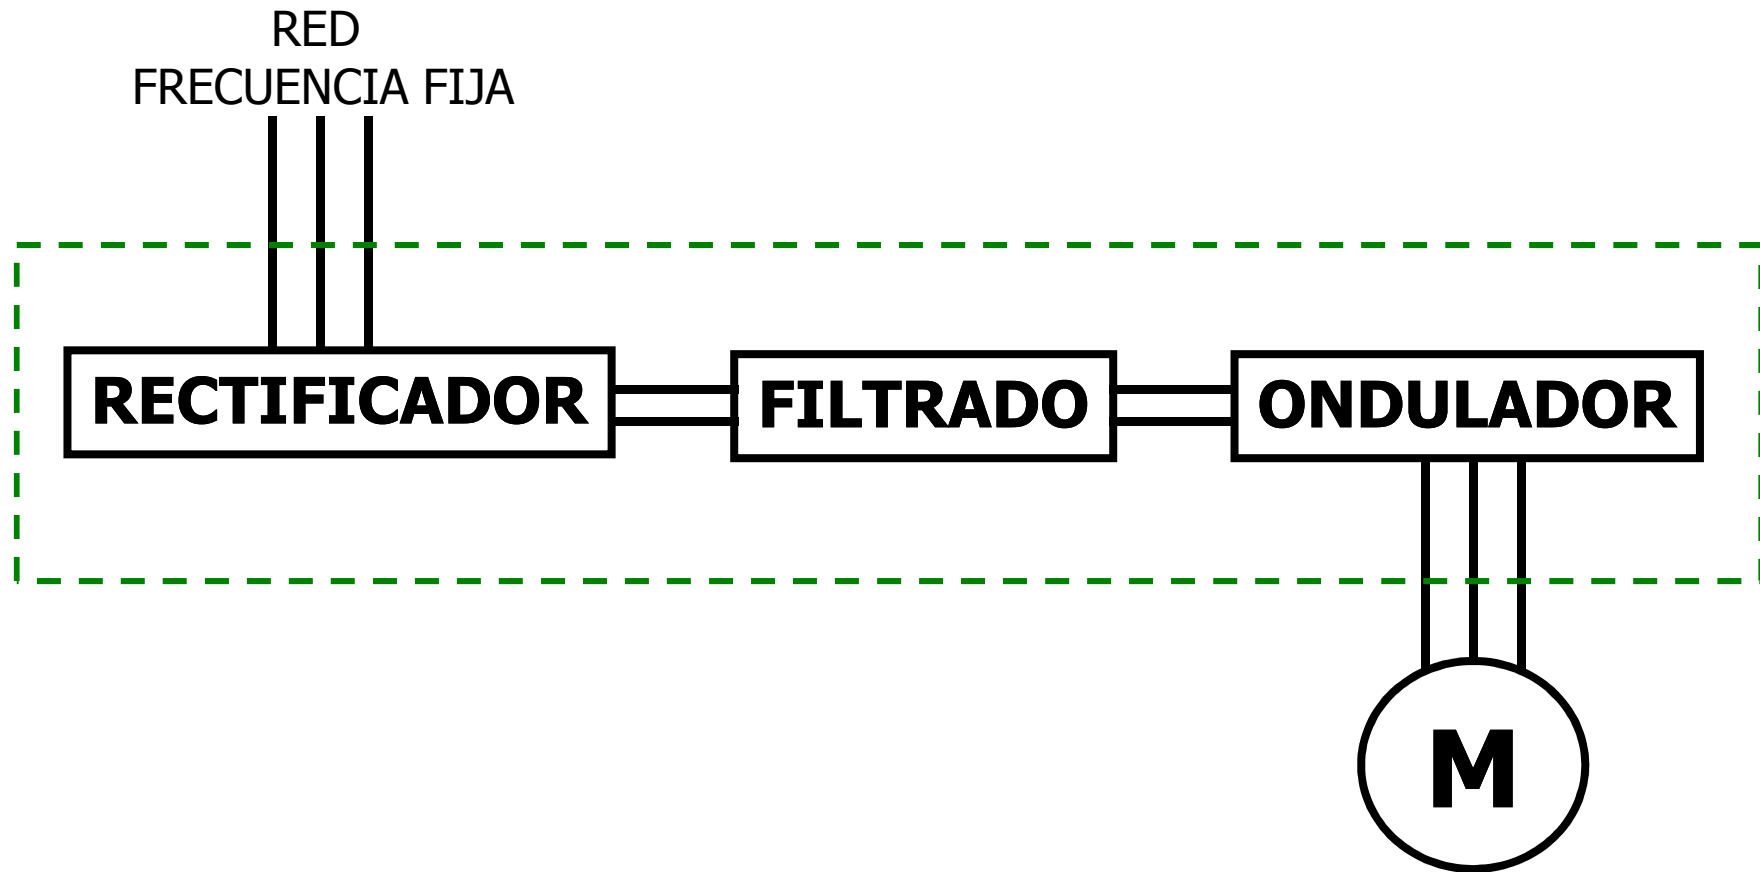 RED
FRECUENCIA FIJA
RECTIFICADOR
FILTRADO
ONDULADOR
M